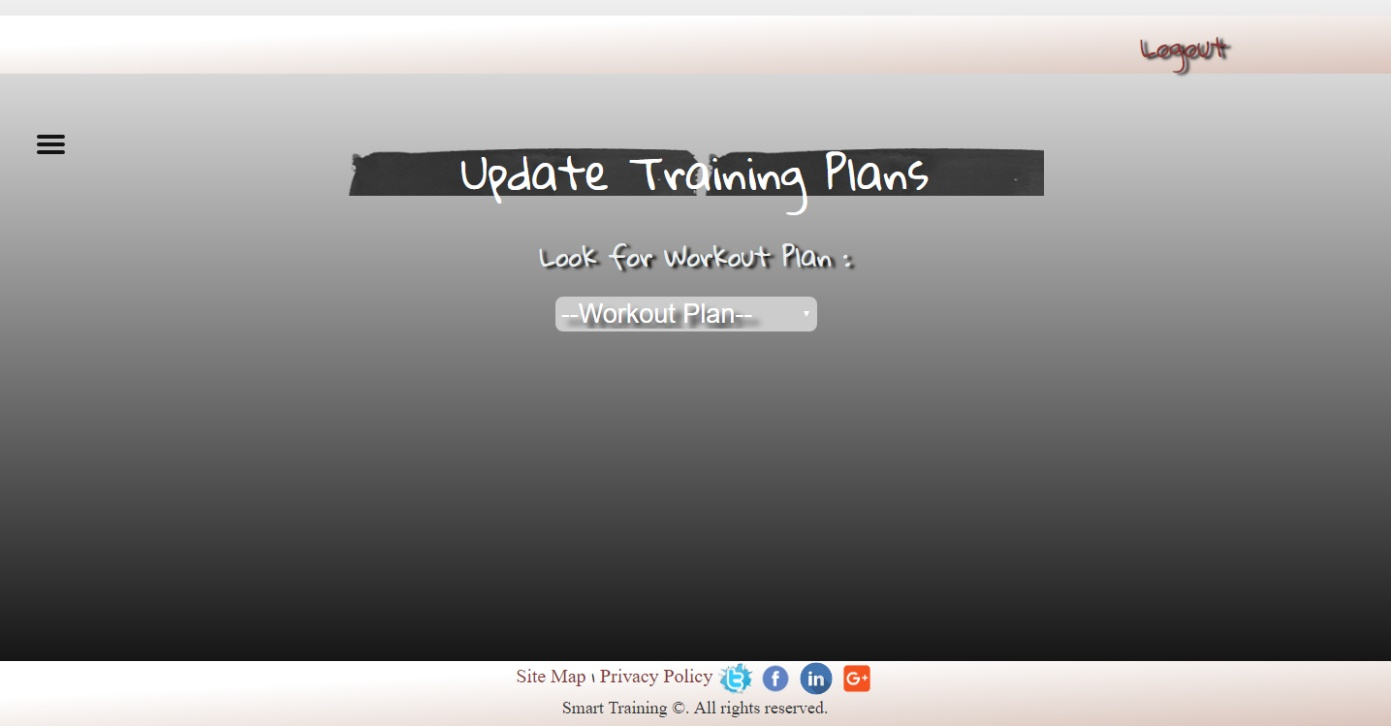 Logout
Update Training Plans
Look for Workout Plan :
--Workout Plan--
Site Map \ Privacy Policy
Smart Training ©. All rights reserved.